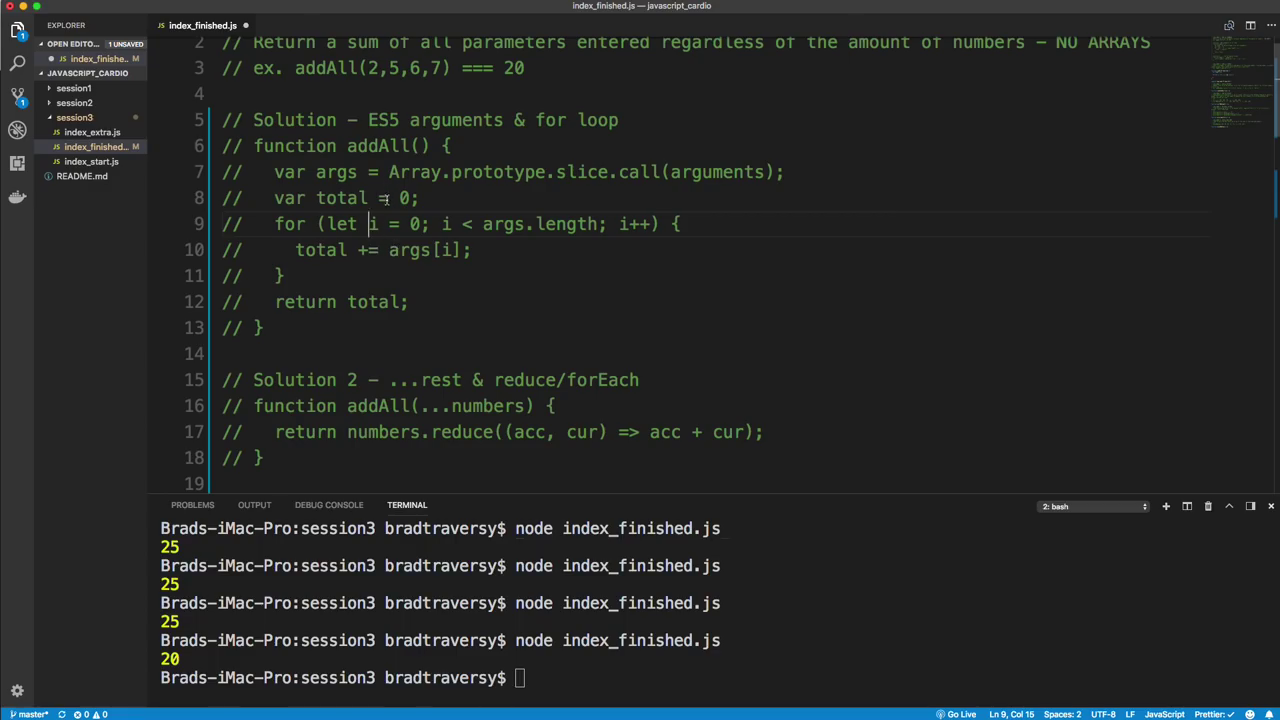 index_finished.js — javascript_cardio
EXPLORER
index_finished.js
OPEN EDITO... 1 UNSAVED
index_finishe... M
JAVASCRIPT_CARDIO
session1
session2
session3
index_extra.js
index_finished... M
index_start.js
README.md
2 // Return a sum of all parameters entered regardless of the amount of numbers - NO ARRAYS
3 // ex. addAll(2,5,6,7) === 20
4
5 // Solution - ES5 arguments & for loop
6 // function addAll() {
7 //   var args = Array.prototype.slice.call(arguments);
8 //   var total = 0;
9 //   for (let i = 0; i < args.length; i++) {
10 //     total += args[i];
11 //   }
12 //   return total;
13 // }
14
15 // Solution 2 - ...rest & reduce/forEach
16 // function addAll(...numbers) {
17 //   return numbers.reduce((acc, cur) => acc + cur);
18 // }
19
PROBLEMS OUTPUT DEBUG CONSOLE TERMINAL 2: bash
Brads-iMac-Pro:session3 bradtraversy$ node index_finished.js
25
Brads-iMac-Pro:session3 bradtraversy$ node index_finished.js
25
Brads-iMac-Pro:session3 bradtraversy$ node index_finished.js
25
Brads-iMac-Pro:session3 bradtraversy$ node index_finished.js
20
Brads-iMac-Pro:session3 bradtraversy$
master* 0 0 Go Live Ln 9, Col 15 Spaces: 2 UTF-8 LF JavaScript Prettier: ✓